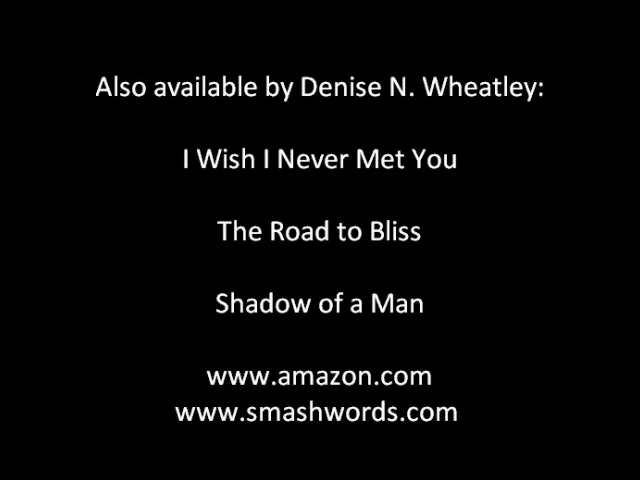 Also available by Denise N. Wheatley:
I Wish I Never Met You
The Road to Bliss
Shadow of a Man
www.amazon.com
www.smashwords.com